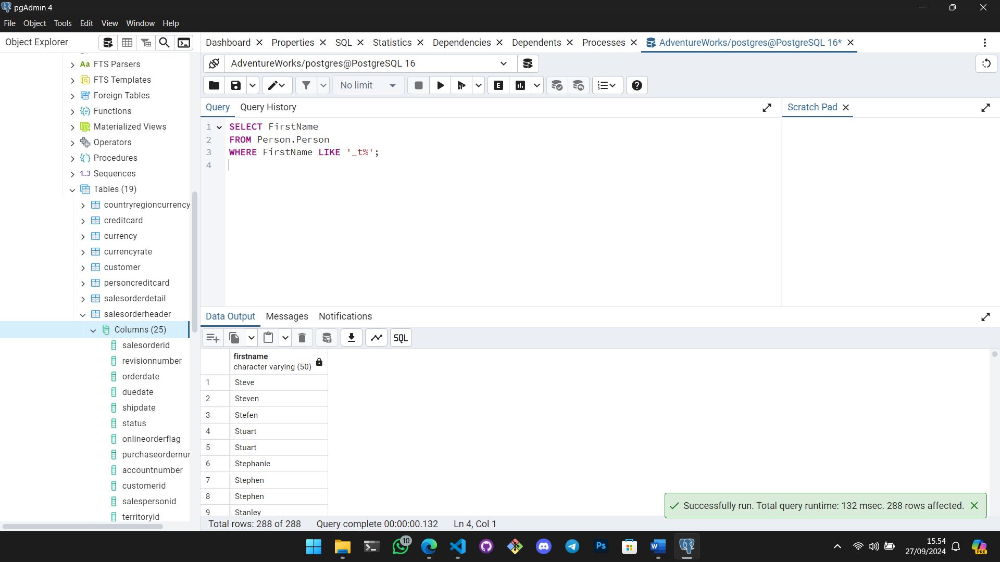 pgAdmin 4
File Object Tools Edit View Window Help
Object Explorer
Dashboard Properties SQL Statistics Dependencies Dependents Processes AdventureWorks/postgres@PostgreSQL 16*
AdventureWorks/postgres@PostgreSQL 16
No limit
E
Query Query History
Scratch Pad
1 SELECT FirstName
2 FROM Person.Person
3 WHERE FirstName LIKE '_t%';
4
Aa FTS Parsers
FTS Templates
Foreign Tables
Functions
Materialized Views
Operators
Procedures
1..3 Sequences
Tables (19)
countryregioncurrency
creditcard
currency
currencyrate
customer
personcreditcard
salesorderdetail
salesorderheader
Columns (25)
salesorderid
revisionnumber
orderdate
duedate
shipdate
status
onlineorderflag
purchaseordernu
accountnumber
customerid
salespersonid
territoryid
Data Output Messages Notifications
SQL
firstname
character varying (50)
1 Steve
2 Steven
3 Stefen
4 Stuart
5 Stuart
6 Stephanie
7 Stephen
8 Stephen
9 Stanley
Successfully run. Total query runtime: 132 msec. 288 rows affected.
Total rows: 288 of 288 Query complete 00:00:00.132 Ln 4, Col 1
10
Ps
W
15.54
27/09/2024
PRE